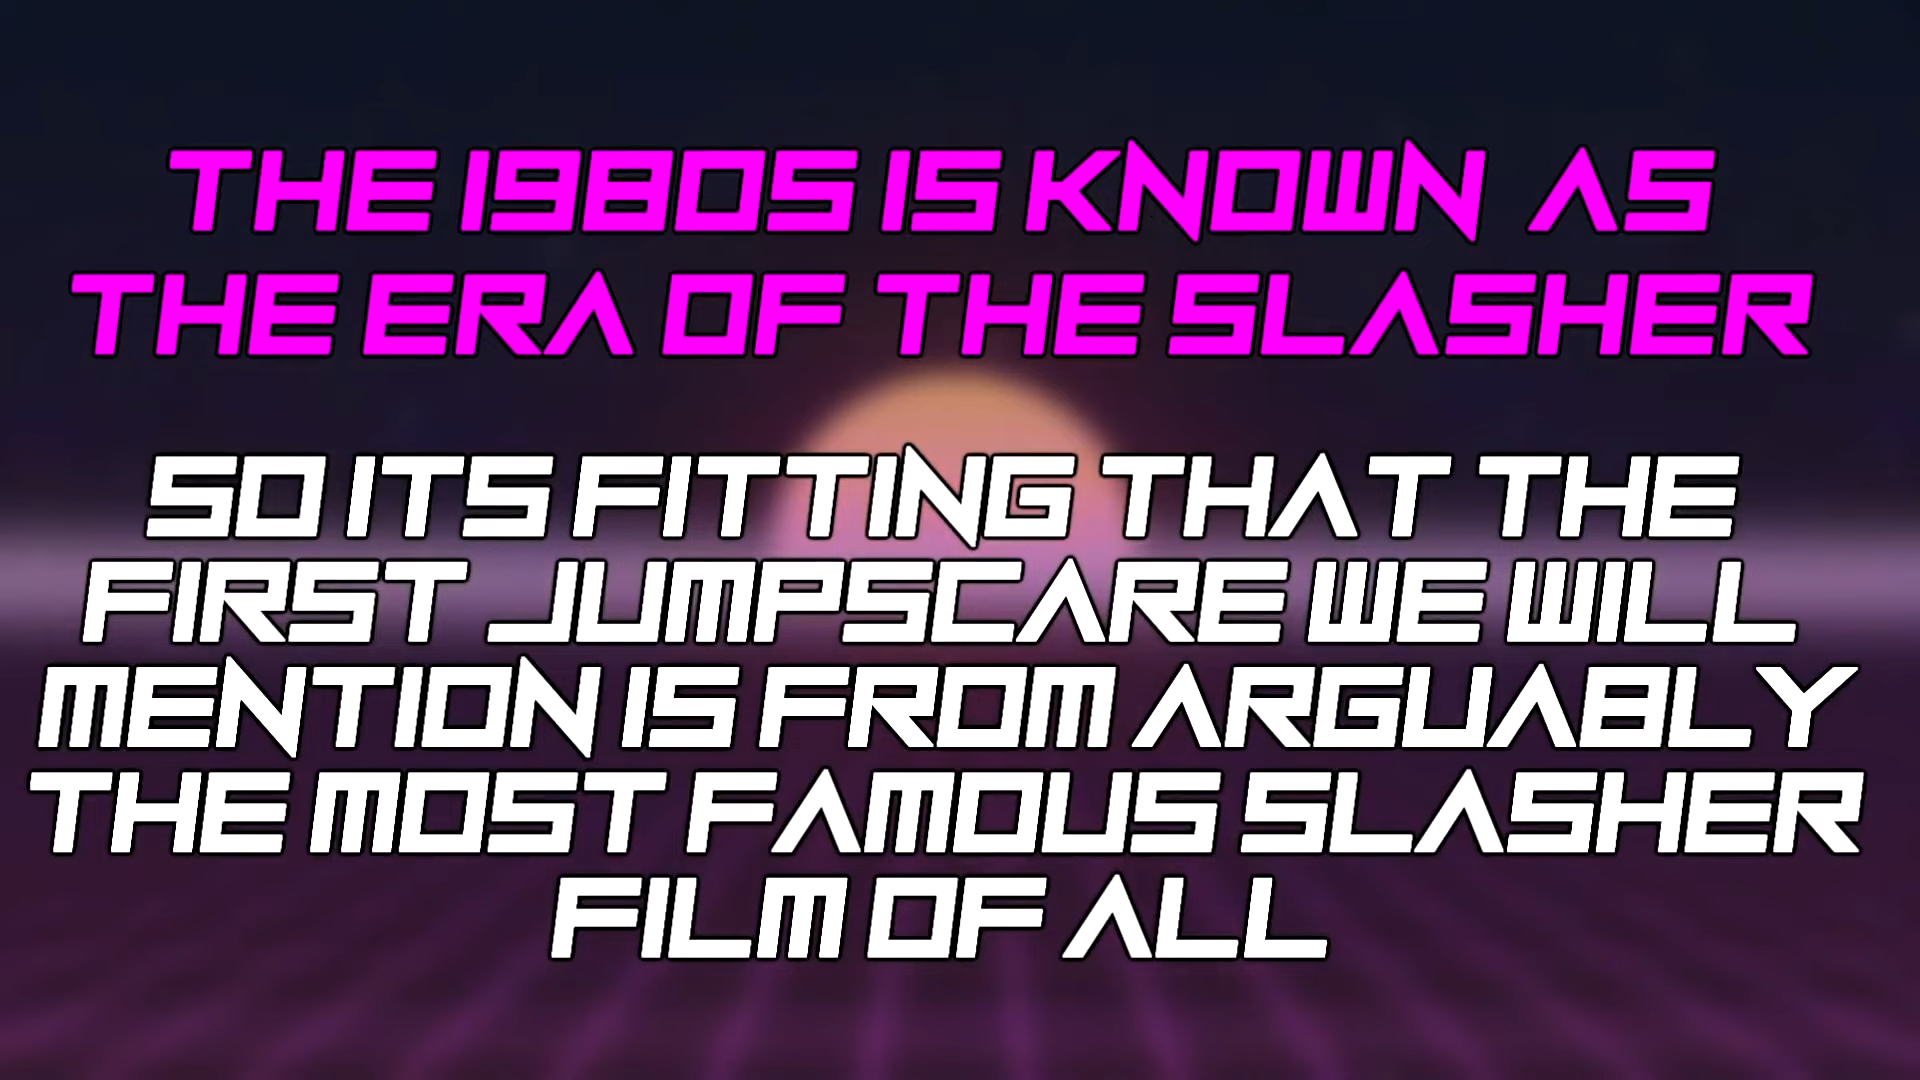 THE 1980S IS KNOWN AS
THE ERA OF THE SLASHER
SO ITS FITTING THAT THE
FIRST JUMPSCARE WE WILL
MENTION IS FROM ARGUABLY
THE MOST FAMOUS SLASHER
FILM OF ALL